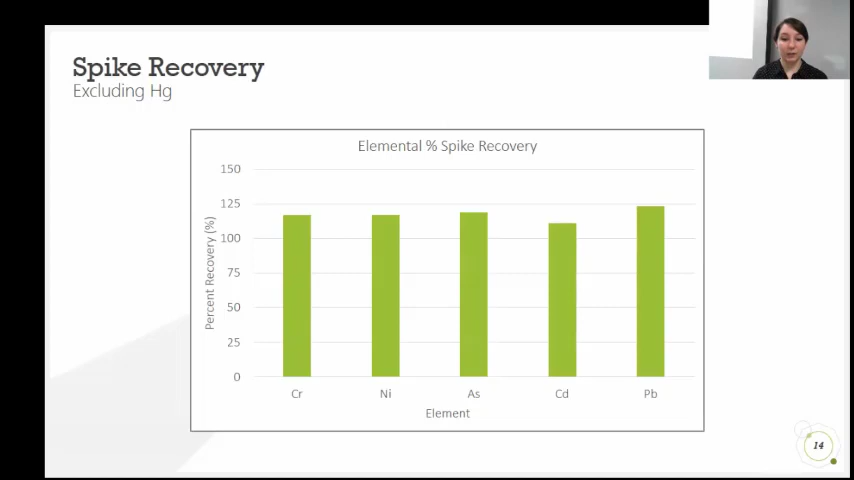 Spike Recovery
Excluding Hg
Elemental % Spike Recovery
150
125
100
75
50
25
0
Percent Recovery (%)
Cr Ni As Cd Pb
Element
14